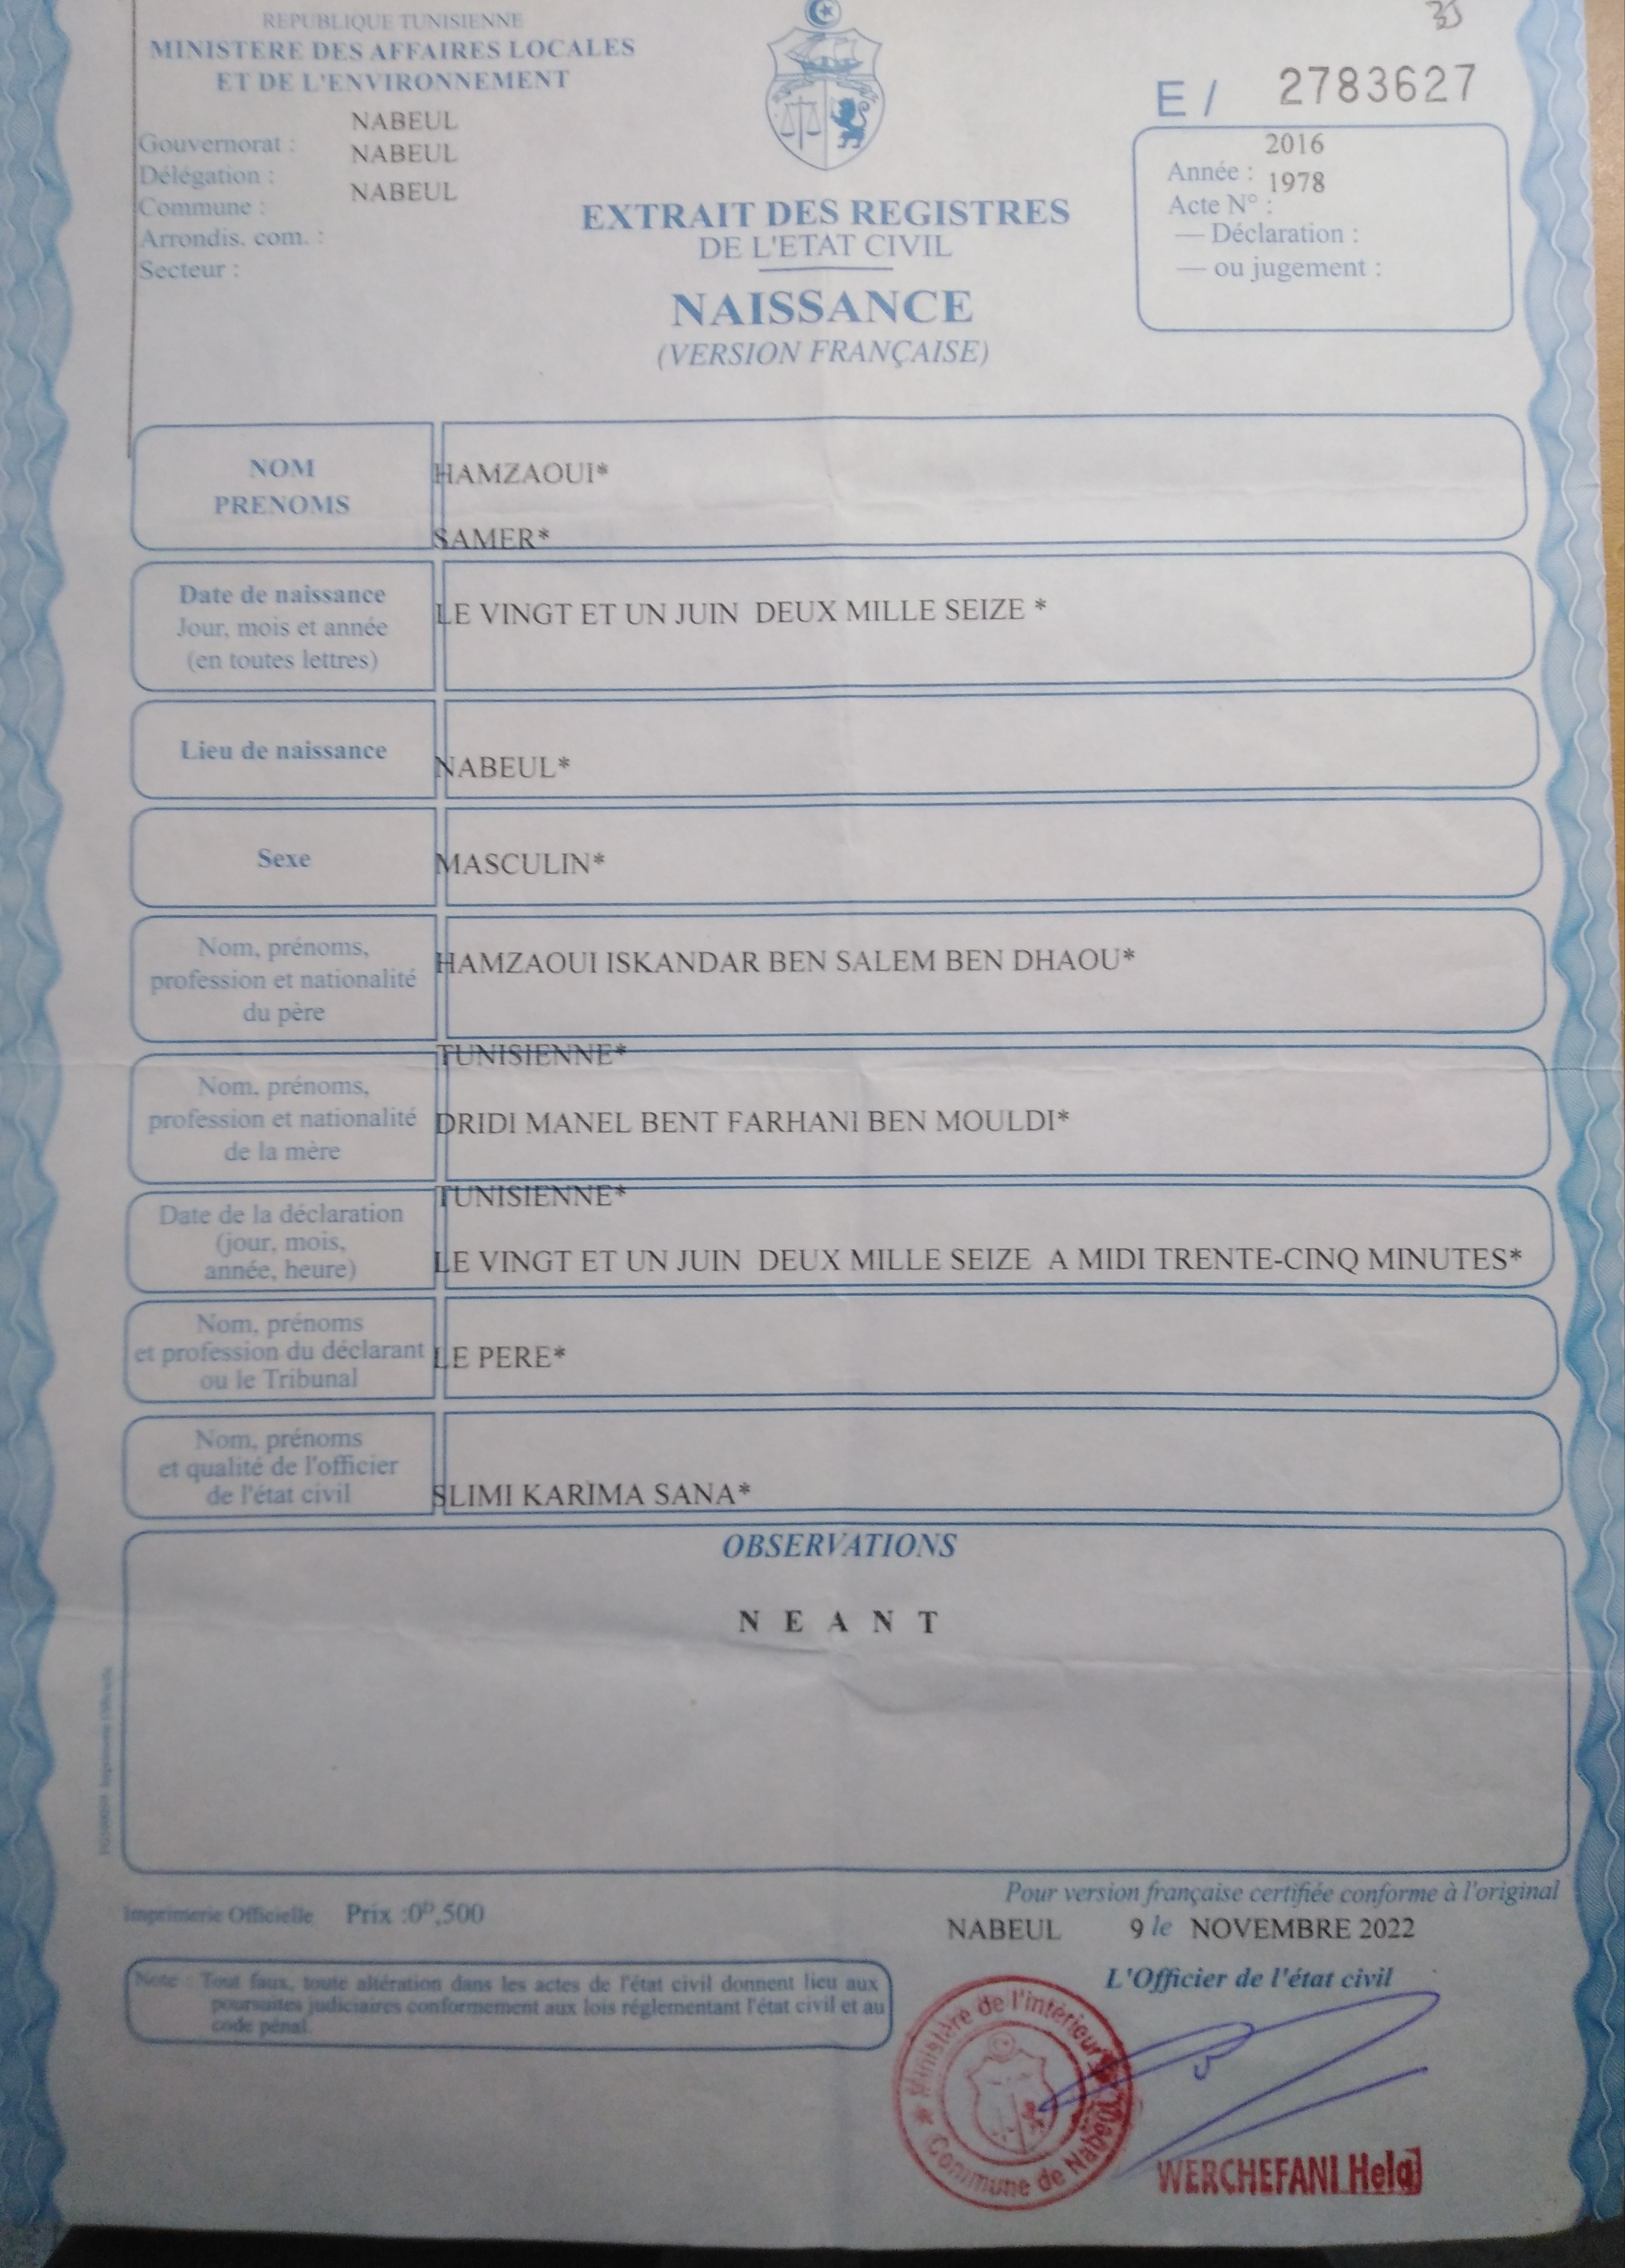 REPUBLIQUE TUNISIENNE
MINISTERE DES AFFAIRES LOCALES
ET DE L'ENVIRONNEMENT
E / 2783627
Gouvernorat : NABEUL
Délégation : NABEUL
Commune : NABEUL
Arrondis. com. :
Secteur :
Année : 2016
Acte N° : 1978
— Déclaration :
— ou jugement :
EXTRAIT DES REGISTRES
DE L'ETAT CIVIL
NAISSANCE
(VERSION FRANÇAISE)
NOM
PRENOMS
HAMZAOUI*
SAMER*
Date de naissance
Jour, mois et année
(en toutes lettres)
LE VINGT ET UN JUIN DEUX MILLE SEIZE *
Lieu de naissance
NABEUL*
Sexe
MASCULIN*
Nom, prénoms,
profession et nationalité
du père
HAMZAOUI ISKANDAR BEN SALEM BEN DHAOU*
TUNISIENNE*
Nom, prénoms,
profession et nationalité
de la mère
DRIDI MANEL BENT FARHANI BEN MOULDI*
TUNISIENNE*
Date de la déclaration
(jour, mois,
année, heure)
LE VINGT ET UN JUIN DEUX MILLE SEIZE A MIDI TRENTE-CINQ MINUTES*
Nom, prénoms
et profession du déclarant
ou le Tribunal
LE PERE*
Nom, prénoms
et qualité de l'officier
de l'état civil
SLIMI KARIMA SANA*
OBSERVATIONS
N E A N T
Imprimerie Officielle Prix :0ᴰ,500
Pour version française certifiée conforme à l'original
NABEUL 9 le NOVEMBRE 2022
L'Officier de l'état civil
Note : Tout faux, toute altération dans les actes de l'état civil donnent lieu aux
poursuites judiciaires conformement aux lois réglementant l'état civil et au
code pénal.
Ministère de l'intérieur
Commune de Nabeul
WERCHEFANI Hela